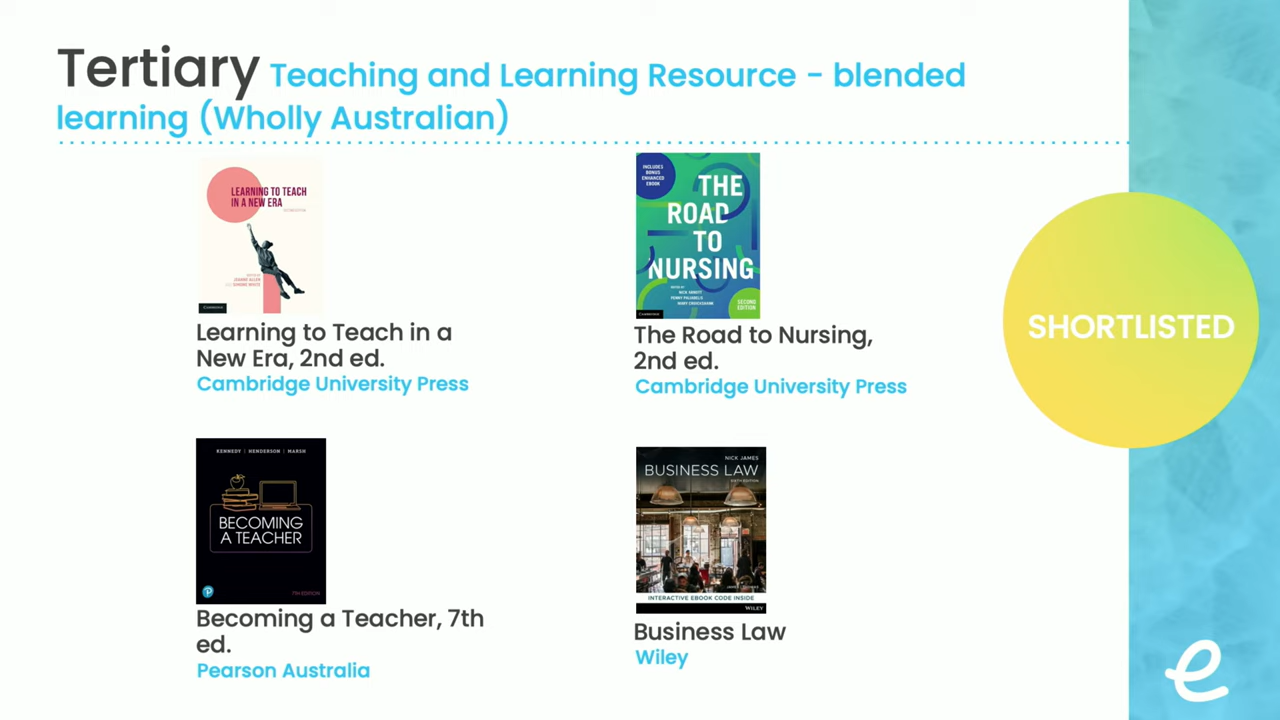 Tertiary Teaching and Learning Resource - blended
learning (Wholly Australian)
LEARNING TO TEACH
IN A NEW ERA
Learning to Teach in a
New Era, 2nd ed.
Cambridge University Press
INCLUDES
BONUS
ENHANCED
EBOOK
THE
ROAD
TO
NURSING
SECOND
EDITION
The Road to Nursing,
2nd ed.
Cambridge University Press
SHORTLISTED
KENNEDY | HENDERSON | MARSH
BECOMING
A TEACHER
7TH EDITION
Becoming a Teacher, 7th
ed.
Pearson Australia
NICK JAMES
BUSINESS LAW
INTERACTIVE EBOOK CODE INSIDE
WILEY
Business Law
Wiley
e